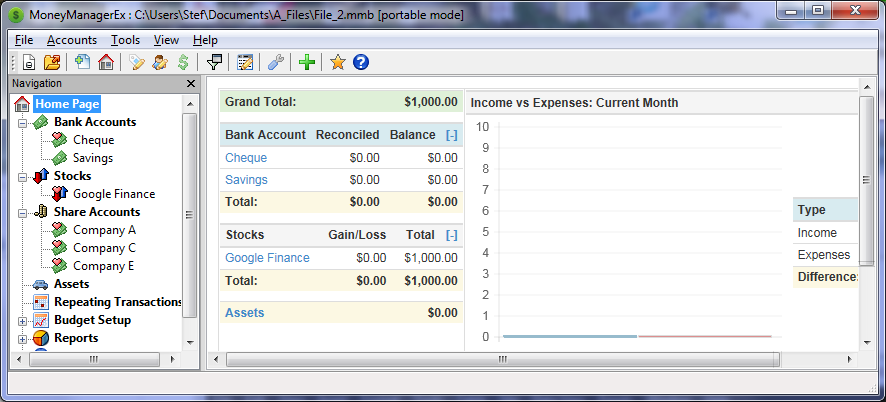 MoneyManagerEx : C:\Users\Stef\Documents\A_Files\File_2.mmb [portable mode]
File Accounts Tools View Help
Navigation
Home Page
Bank Accounts
Cheque
Savings
Stocks
Google Finance
Share Accounts
Company A
Company C
Company E
Assets
Repeating Transactions
Budget Setup
Reports
Grand Total: $1,000.00
Bank Account Reconciled Balance [-]
Cheque $0.00 $0.00
Savings $0.00 $0.00
Total: $0.00 $0.00
Stocks Gain/Loss Total [-]
Google Finance $0.00 $1,000.00
Total: $0.00 $1,000.00
Assets $0.00
Income vs Expenses: Current Month
10
9
8
7
6
5
4
3
2
1
0
Type
Income
Expenses
Difference: